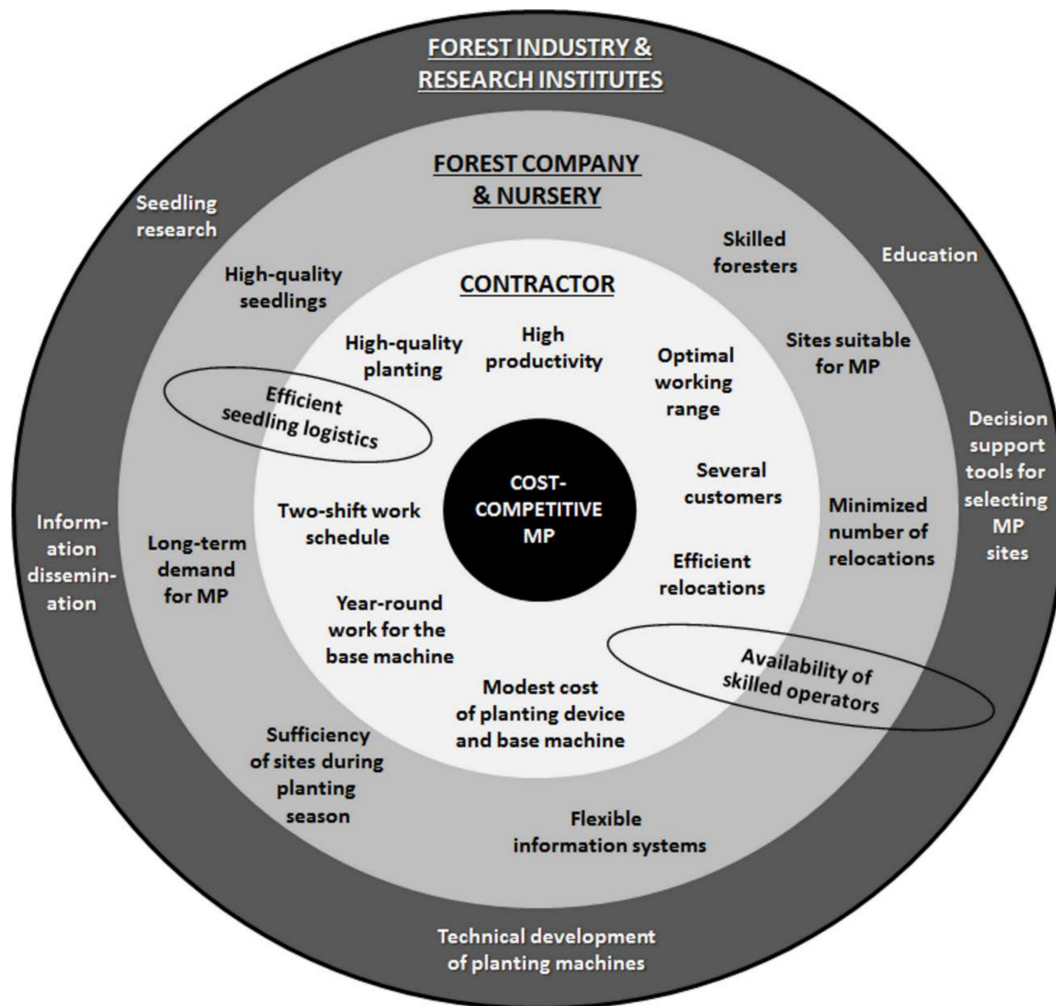 FOREST INDUSTRY &
RESEARCH INSTITUTES
FOREST COMPANY
& NURSERY
CONTRACTOR
COST-
COMPETITIVE
MP
Seedling
research
Education
Decision
support
tools for
selecting
MP
sites
Technical development
of planting machines
Inform-
ation
dissemin-
ation
High-quality
seedlings
Skilled
foresters
Sites suitable
for MP
Minimized
number of
relocations
Flexible
information systems
Sufficiency
of sites during
planting
season
Long-term
demand
for MP
Efficient
seedling logistics
Availability of
skilled operators
High-quality
planting
High
productivity
Optimal
working
range
Several
customers
Efficient
relocations
Modest cost
of planting device
and base machine
Year-round
work for the
base machine
Two-shift work
schedule